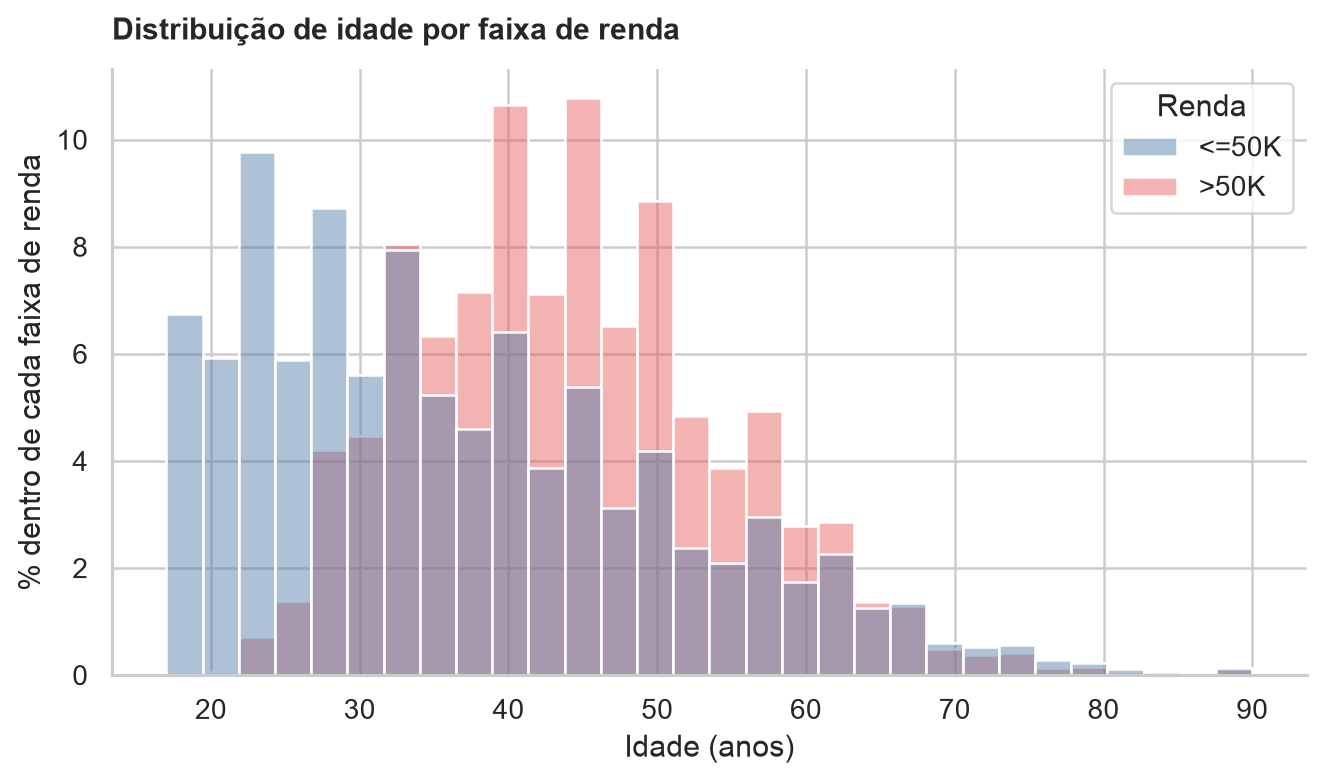 Distribuição de idade por faixa de renda
% dentro de cada faixa de renda
10
8
6
4
2
0
20 30 40 50 60 70 80 90
Idade (anos)
Renda
<=50K
>50K